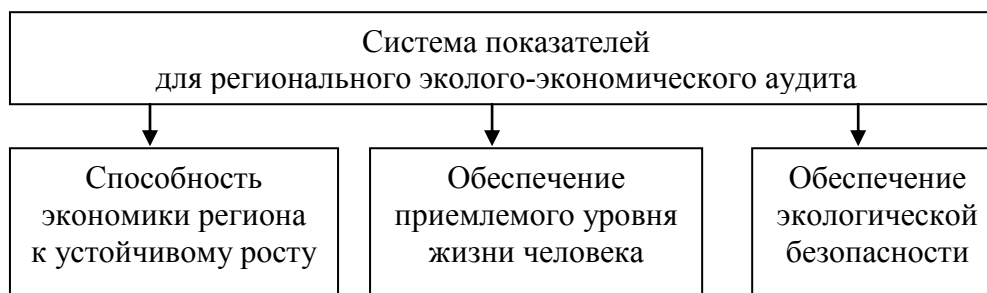 Система показателей
для регионального эколого-экономического аудита
Способность
экономики региона
к устойчивому росту
Обеспечение
приемлемого уровня
жизни человека
Обеспечение
экологической
безопасности